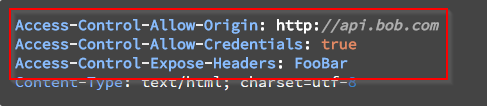 Access-Control-Allow-Origin: http://api.bob.com
Access-Control-Allow-Credentials: true
Access-Control-Expose-Headers: FooBar
Content-Type: text/html; charset=utf-8